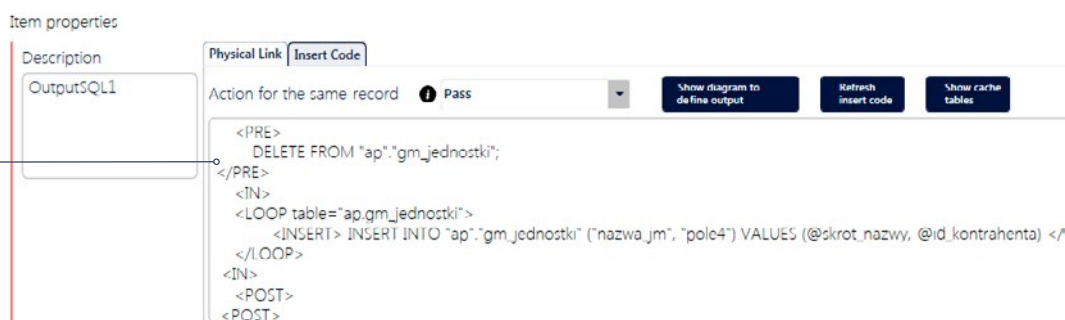 Item properties
Description
OutputSQL1
Physical Link Insert Code
Action for the same record i Pass
Show diagram to
define output
Refresh
insert code
Show cache
tables
<PRE>
DELETE FROM "ap"."gm_jednostki";
</PRE>
<IN>
<LOOP table="ap.gm_jednostki">
<INSERT> INSERT INTO "ap"."gm_jednostki" ("nazwa_jm", "pole4") VALUES (@skrot_nazwy, @id_kontrahenta) </
</LOOP>
<IN>
<POST>
<POST>